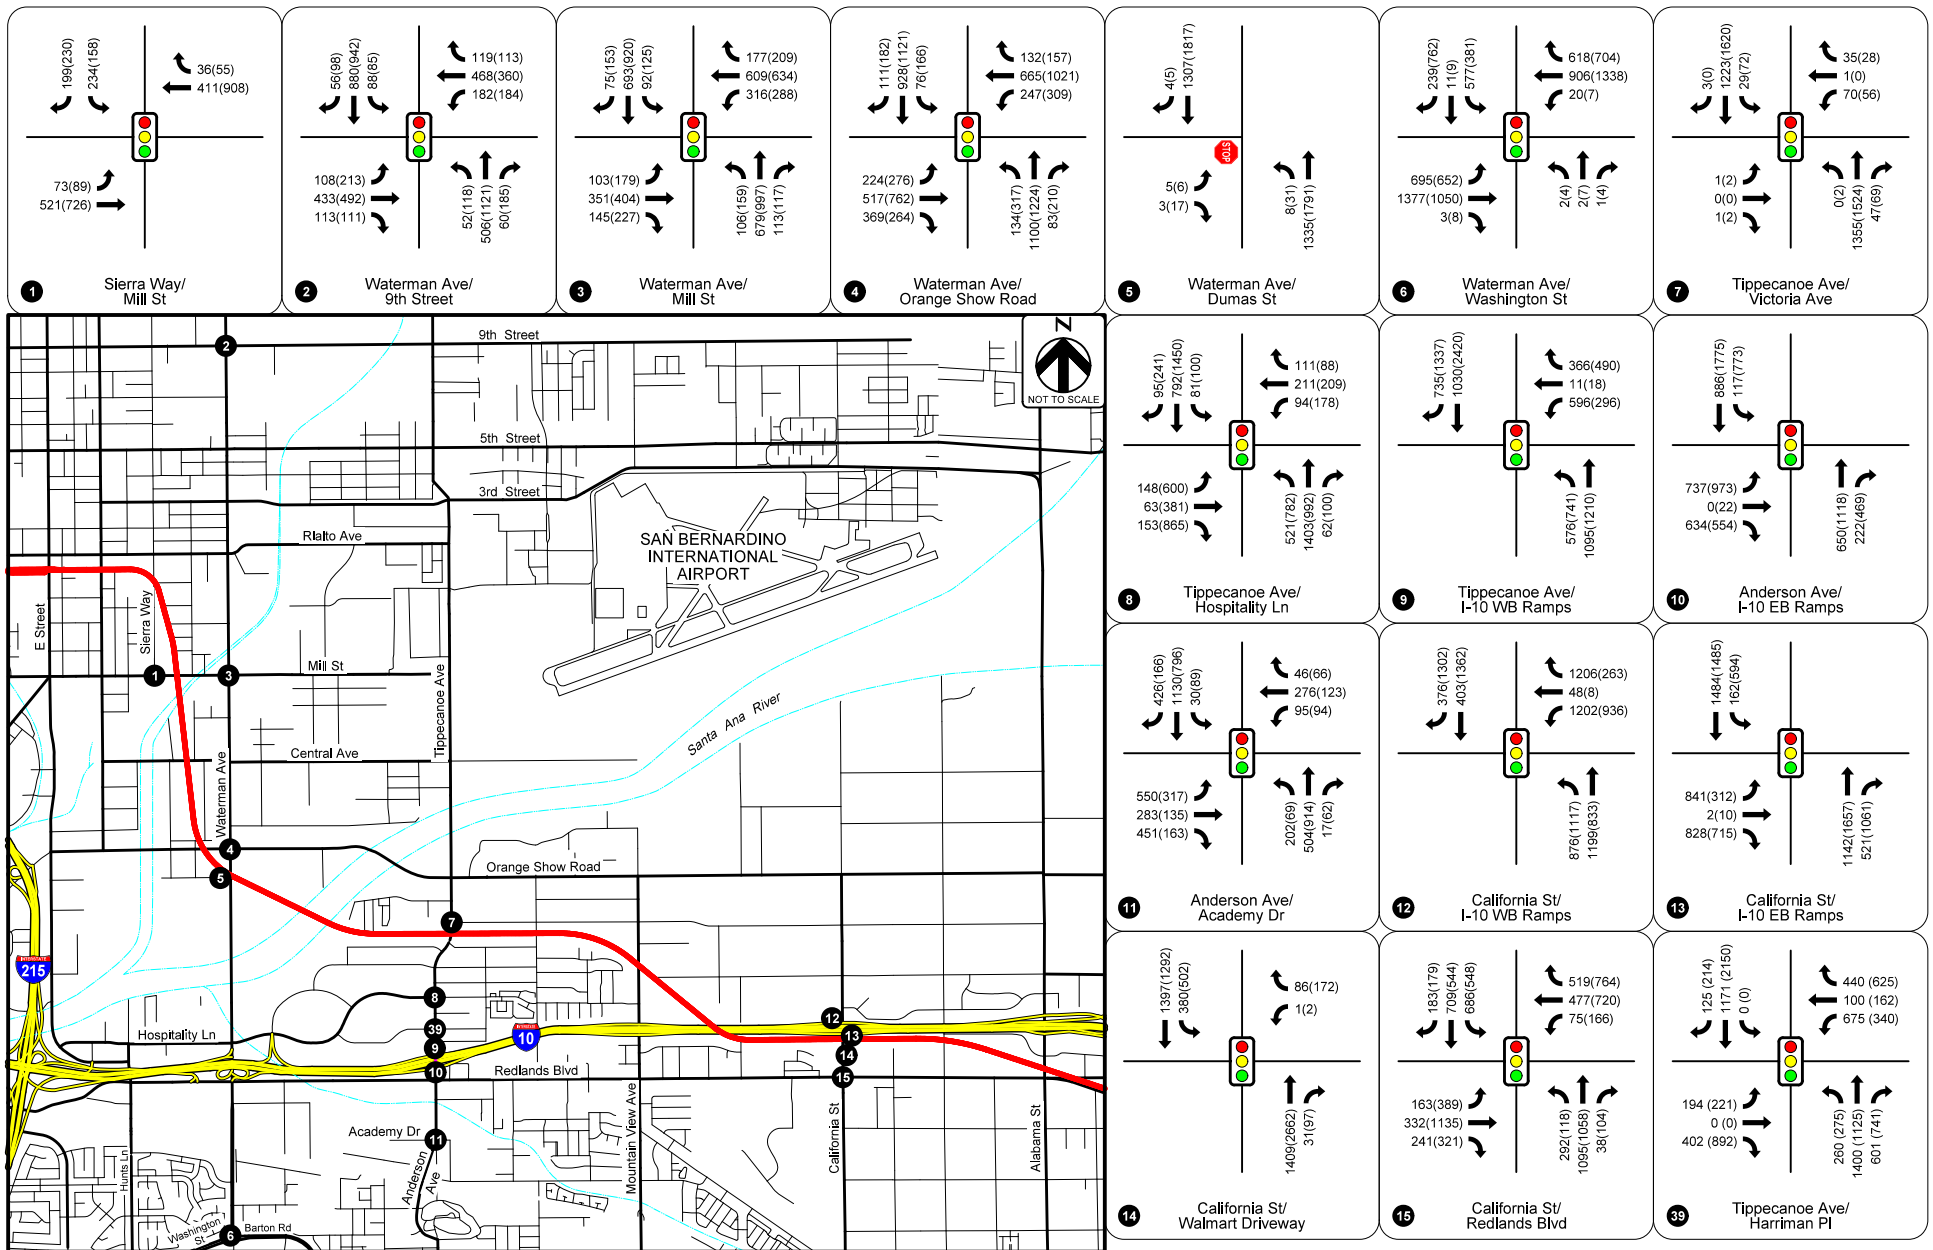 199(230)
234(158)
36(55)
411(908)
73(89)
521(726)
1
Sierra Way/
Mill St
56(98)
880(942)
88(85)
119(113)
468(360)
182(184)
108(213)
433(492)
113(111)
52(118)
506(1121)
60(185)
2
Waterman Ave/
9th Street
75(153)
693(920)
92(125)
177(209)
609(634)
316(288)
103(179)
351(404)
145(227)
106(159)
679(997)
113(117)
3
Waterman Ave/
Mill St
111(182)
928(1121)
76(166)
132(157)
665(1021)
247(309)
224(276)
517(762)
369(264)
134(317)
1100(1224)
83(210)
4
Waterman Ave/
Orange Show Road
4(5)
1307(1817)
STOP
5(6)
3(17)
8(31)
1335(1791)
5
Waterman Ave/
Dumas St
239(762)
11(9)
577(381)
618(704)
906(1338)
20(7)
695(652)
1377(1050)
3(8)
2(4)
2(7)
1(4)
6
Waterman Ave/
Washington St
3(0)
1223(1620)
29(72)
35(28)
1(0)
70(56)
1(2)
0(0)
1(2)
0(2)
1355(1524)
47(69)
7
Tippecanoe Ave/
Victoria Ave
95(241)
792(1450)
81(100)
111(88)
211(209)
94(178)
148(600)
63(381)
153(865)
521(782)
1403(992)
62(100)
8
Tippecanoe Ave/
Hospitality Ln
735(1337)
1030(2420)
366(490)
11(18)
596(296)
576(741)
1095(1210)
9
Tippecanoe Ave/
I-10 WB Ramps
886(1775)
117(773)
737(973)
0(22)
634(554)
650(1118)
222(469)
10
Anderson Ave/
I-10 EB Ramps
426(166)
1130(796)
30(89)
46(66)
276(123)
95(94)
550(317)
283(135)
451(163)
202(69)
504(914)
17(62)
11
Anderson Ave/
Academy Dr
376(1302)
403(1362)
1206(263)
48(8)
1202(936)
876(1117)
1199(833)
12
California St/
I-10 WB Ramps
1484(1485)
162(594)
841(312)
2(10)
828(715)
1142(1657)
521(1061)
13
California St/
I-10 EB Ramps
1397(1292)
380(502)
86(172)
1(2)
1409(2662)
31(97)
14
California St/
Walmart Driveway
183(179)
709(544)
686(548)
519(764)
477(720)
75(166)
163(389)
332(1135)
241(321)
292(118)
1095(1058)
38(104)
15
California St/
Redlands Blvd
125 (214)
1171 (2150)
0 (0)
440 (625)
100 (162)
675 (340)
194 (221)
0 (0)
402 (892)
260 (275)
1400 (1125)
601 (741)
39
Tippecanoe Ave/
Harriman Pl
N
NOT TO SCALE
2
9th Street
5th Street
3rd Street
Rialto Ave
SAN BERNARDINO
INTERNATIONAL
AIRPORT
E Street
Sierra Way
1
3
Mill St
Tippecanoe Ave
Santa Ana River
Central Ave
Waterman Ave
4
5
Orange Show Road
7
INTERSTATE
215
8
39
9
10
INTERSTATE
10
Hospitality Ln
Redlands Blvd
12
13
14
15
Academy Dr
11
Anderson
Ave
Hunts Ln
Mountain View Ave
California St
Alabama St
Washington
St
6
Barton Rd